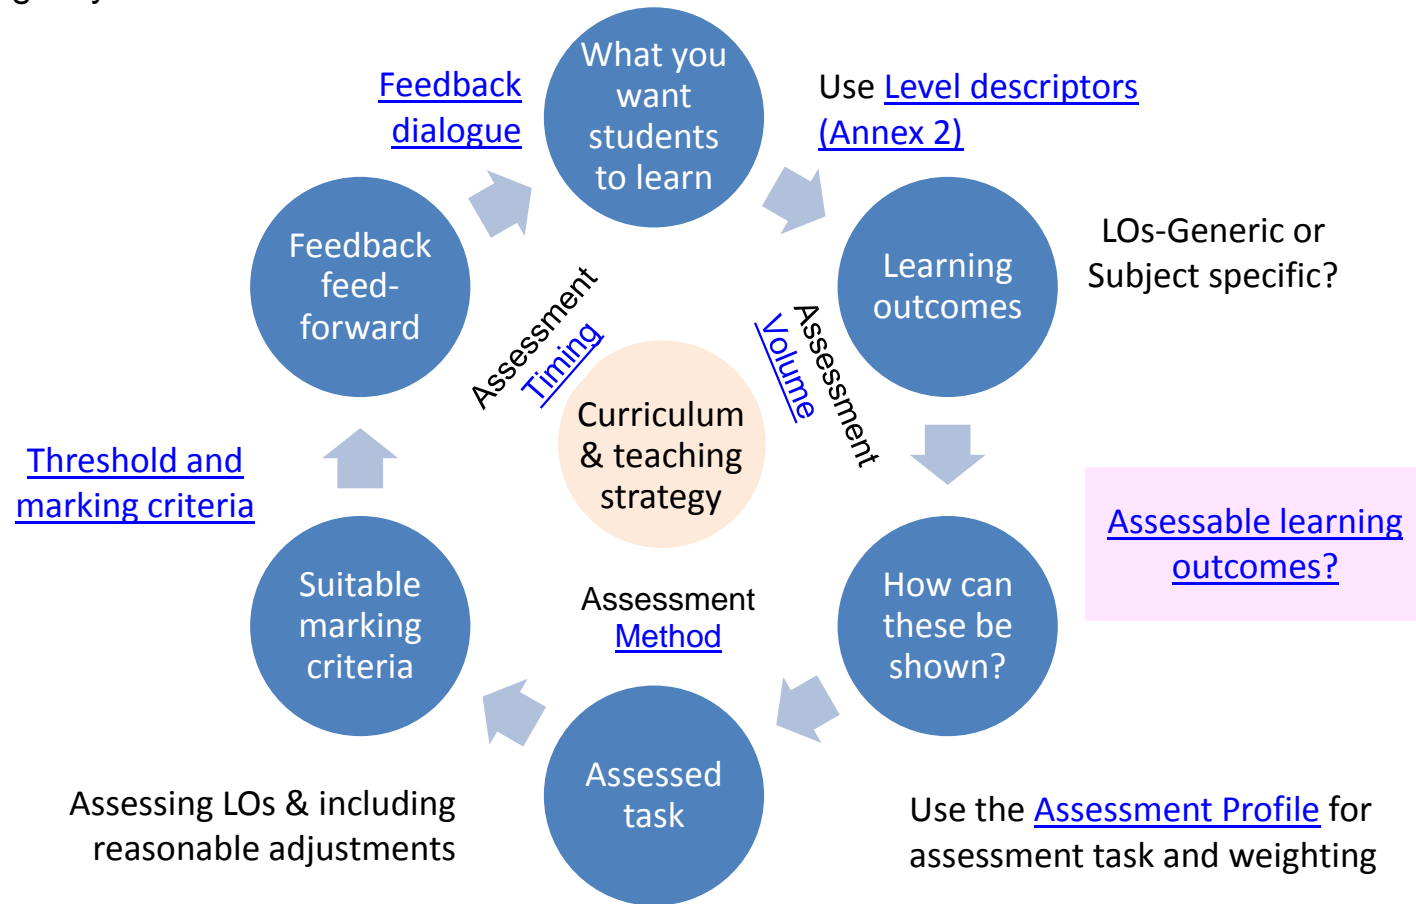 What you
want
students
to learn
Feedback
dialogue
Use Level descriptors
(Annex 2)
Learning
outcomes
LOs-Generic or
Subject specific?
Feedback
feed-
forward
Assessment
Timing
Assessment
Volume
Curriculum
& teaching
strategy
Threshold and
marking criteria
Assessable learning
outcomes?
How can
these be
shown?
Suitable
marking
criteria
Assessment
Method
Assessed
task
Assessing LOs & including
reasonable adjustments
Use the Assessment Profile for
assessment task and weighting